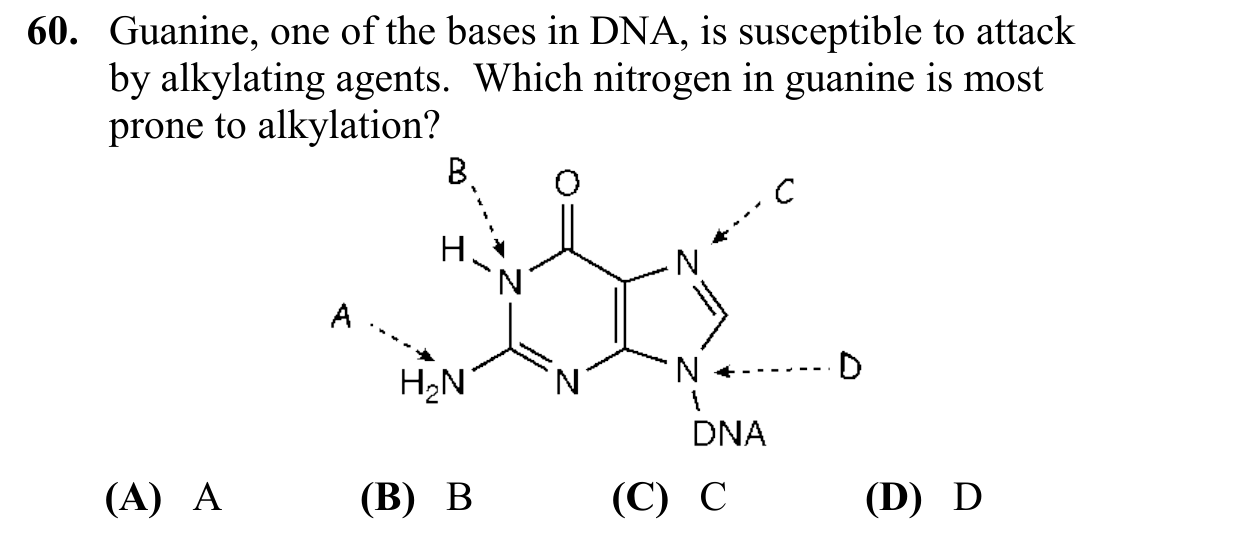 60. Guanine, one of the bases in DNA, is susceptible to attack
by alkylating agents. Which nitrogen in guanine is most
prone to alkylation?
B
O
C
H
N
N
A
H₂N
N
N
D
DNA
(A) A (B) B (C) C (D) D